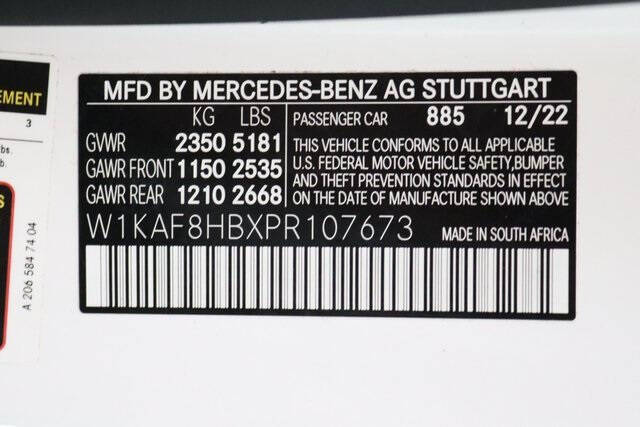 MFD BY MERCEDES-BENZ AG STUTTGART
KG LBS PASSENGER CAR 885 12/22
GVWR 2350 5181
GAWR FRONT 1150 2535
GAWR REAR 1210 2668
THIS VEHICLE CONFORMS TO ALL APPLICABLE
U.S. FEDERAL MOTOR VEHICLE SAFETY, BUMPER
AND THEFT PREVENTION STANDARDS IN EFFECT
ON THE DATE OF MANUFACTURE SHOWN ABOVE
W1KAF8HBXPR107673 MADE IN SOUTH AFRICA
EMENT
3
bs.
b.
S
A 206 584 74 04